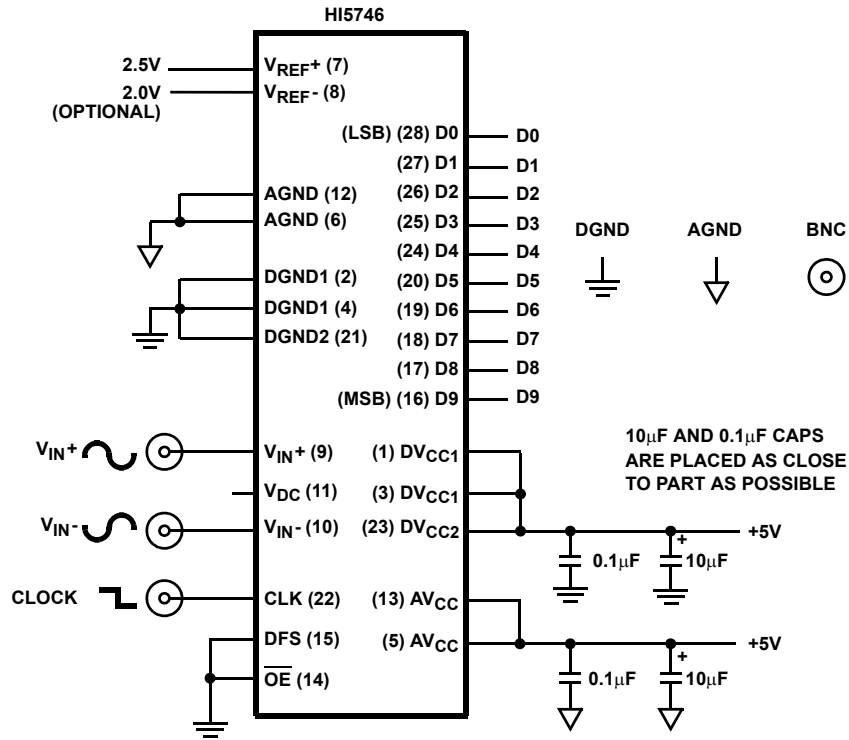 HI5746
2.5V
2.0V
(OPTIONAL)
VREF+ (7)
VREF- (8)
(LSB) (28) D0
D0
(27) D1
D1
AGND (12)
(26) D2
D2
AGND (6)
(25) D3
D3
(24) D4
D4
DGND1 (2)
(20) D5
D5
DGND1 (4)
(19) D6
D6
DGND2 (21)
(18) D7
D7
(17) D8
D8
(MSB) (16) D9
D9
DGND
AGND
BNC
VIN+
VIN+ (9)
(1) DVCC1
10μF AND 0.1μF CAPS
ARE PLACED AS CLOSE
TO PART AS POSSIBLE
VDC (11)
(3) DVCC1
VIN-
VIN- (10)
(23) DVCC2
+5V
+
0.1μF
10μF
CLOCK
CLK (22)
(13) AVCC
DFS (15)
(5) AVCC
+5V
+
OE (14)
0.1μF
10μF